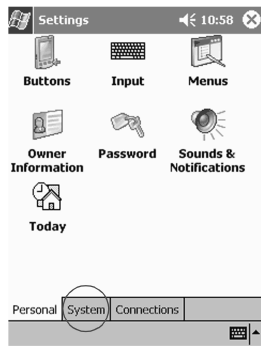 Settings 10:58
Buttons Input Menus
Owner Information Password Sounds & Notifications
Today
Personal System Connections